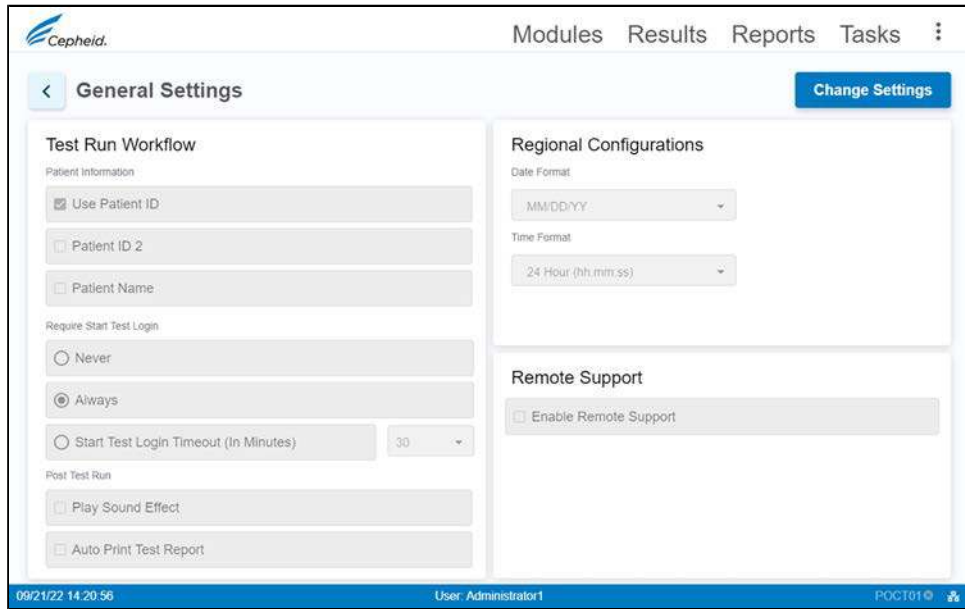 Cepheid.
Modules Results Reports Tasks
General Settings
Change Settings
Test Run Workflow
Patient Information
Use Patient ID
Patient ID 2
Patient Name
Require Start Test Login
Never
Always
Start Test Login Timeout (In Minutes) 30
Post Test Run
Play Sound Effect
Auto Print Test Report
Regional Configurations
Date Format
MM/DD/YY
Time Format
24 Hour (hh:mm:ss)
Remote Support
Enable Remote Support
09/21/22 14:20:56 User: Administrator1 POCT01